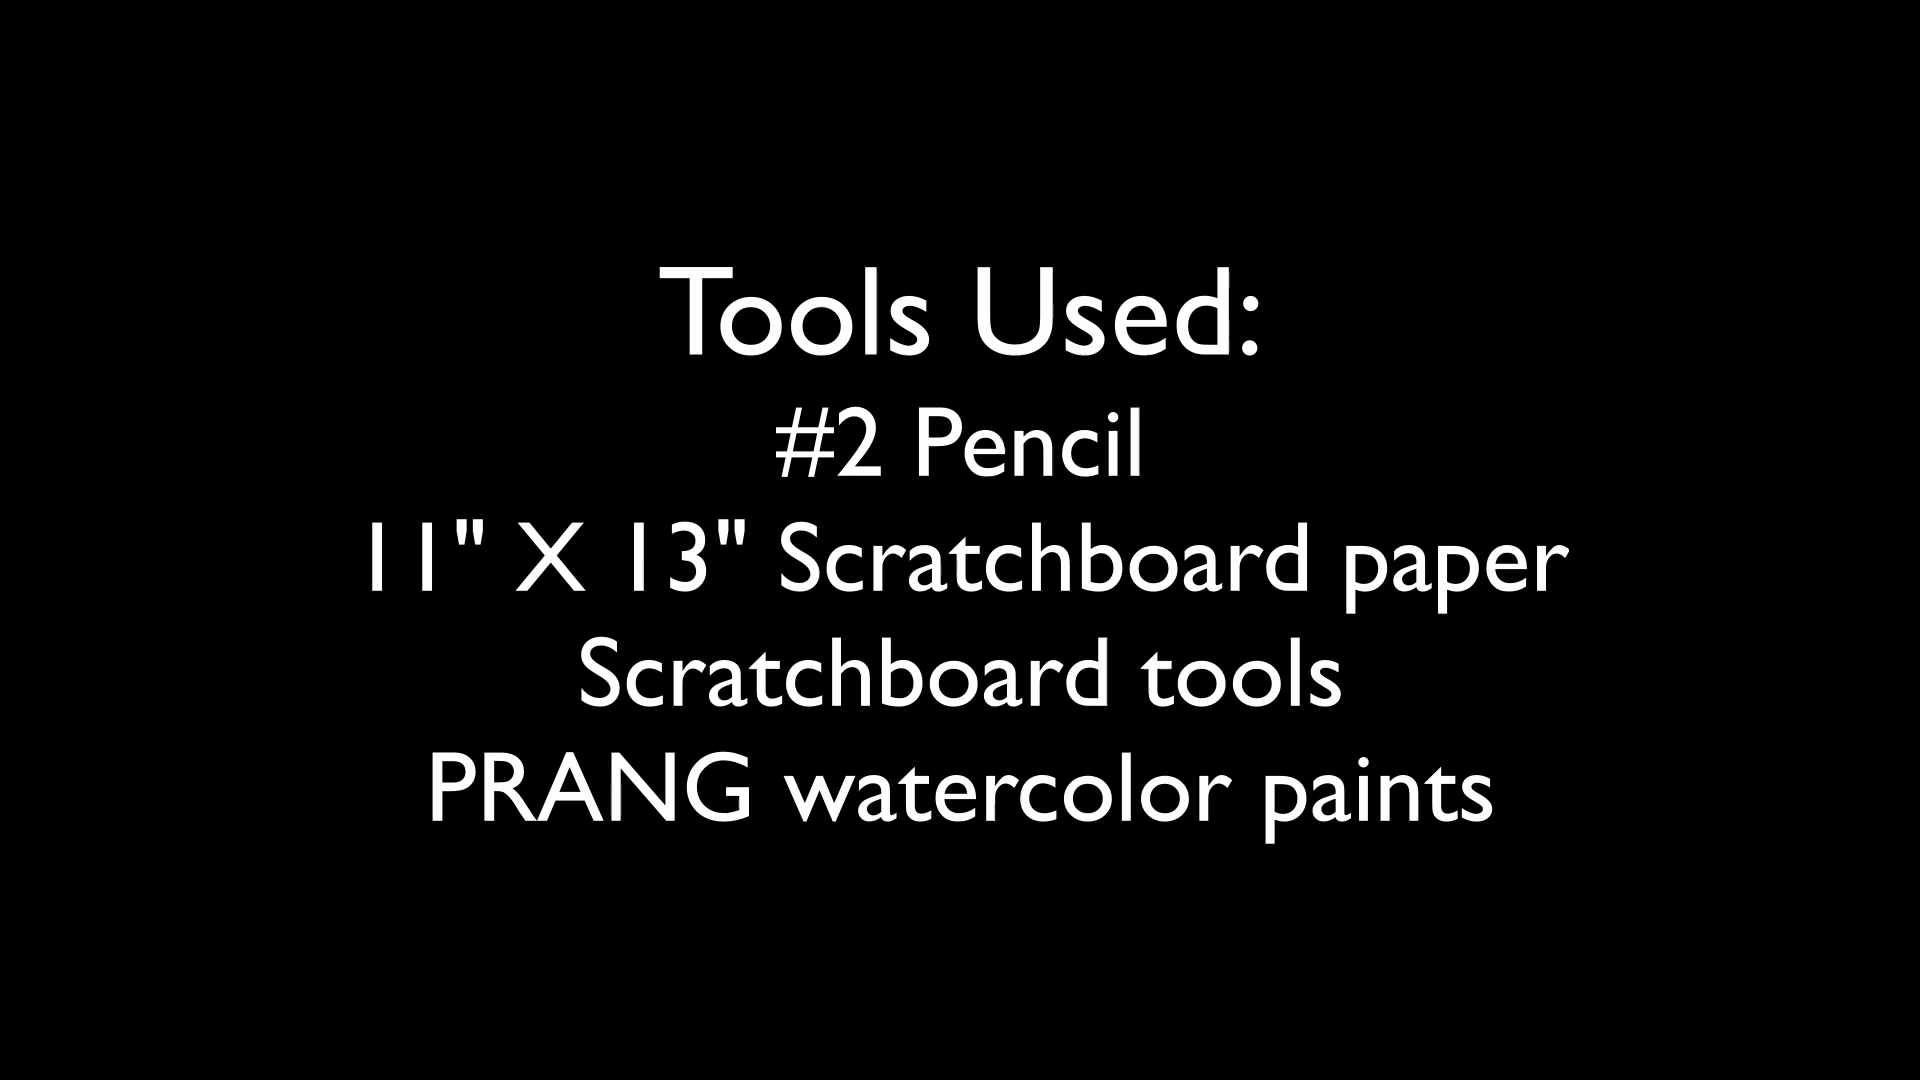 Tools Used:
#2 Pencil
11" X 13" Scratchboard paper
Scratchboard tools
PRANG watercolor paints